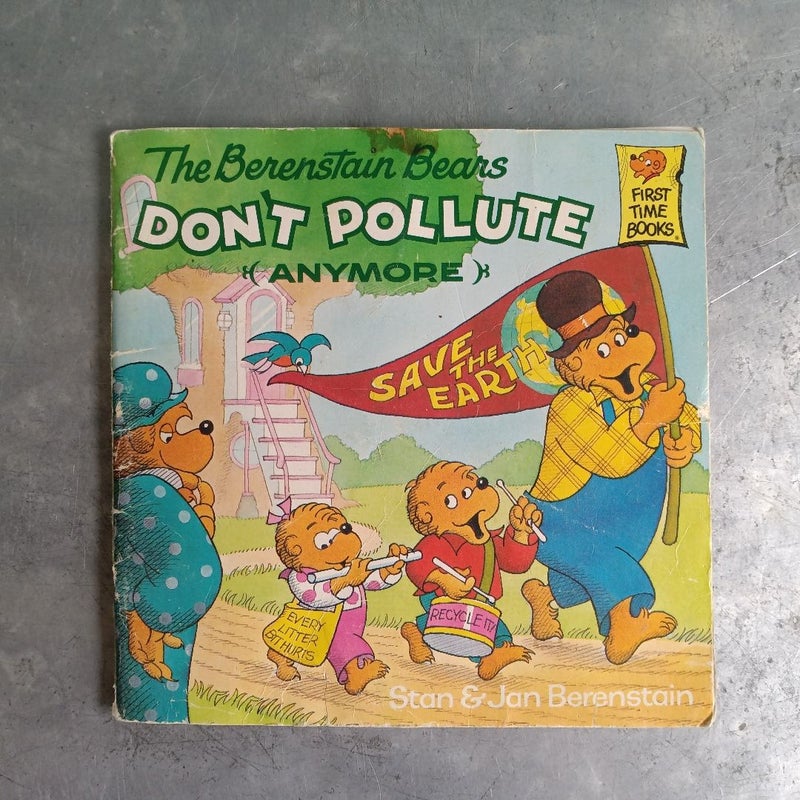 The Berenstain Bears
DON'T POLLUTE
(ANYMORE)
FIRST
TIME
BOOKS®
SAVE
THE
EARTH
RECYCLE IT!
EVERY
LITTER
BIT HURTS
Stan & Jan Berenstain